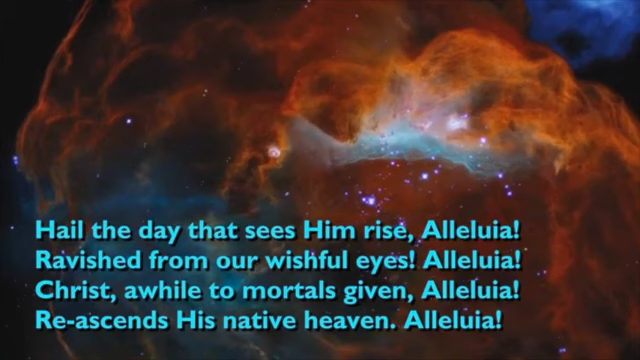 Hail the day that sees Him rise, Alleluia!
Ravished from our wishful eyes! Alleluia!
Christ, awhile to mortals given, Alleluia!
Re-ascends His native heaven. Alleluia!